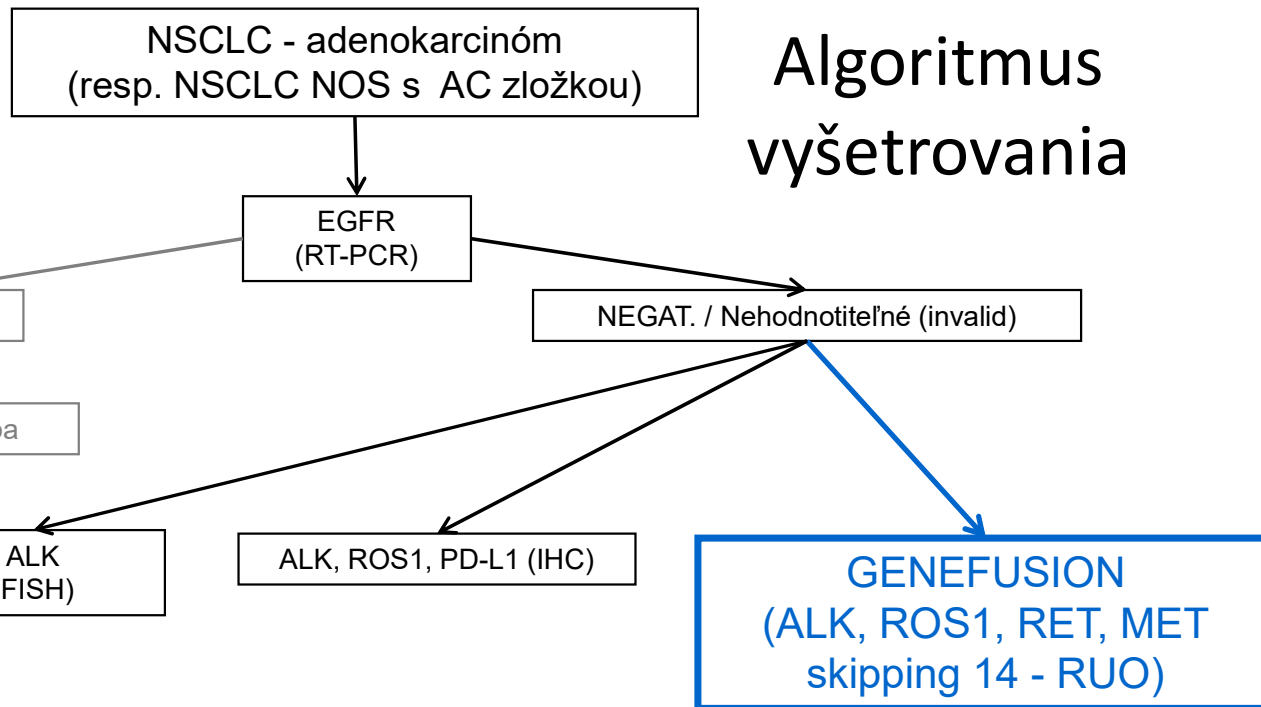 NSCLC - adenokarcinóm
(resp. NSCLC NOS s AC zložkou)
Algoritmus
vyšetrovania
EGFR
(RT-PCR)
NEGAT. / Nehodnotiteľné (invalid)
ALK
FISH)
ALK, ROS1, PD-L1 (IHC)
GENEFUSION
(ALK, ROS1, RET, MET
skipping 14 - RUO)